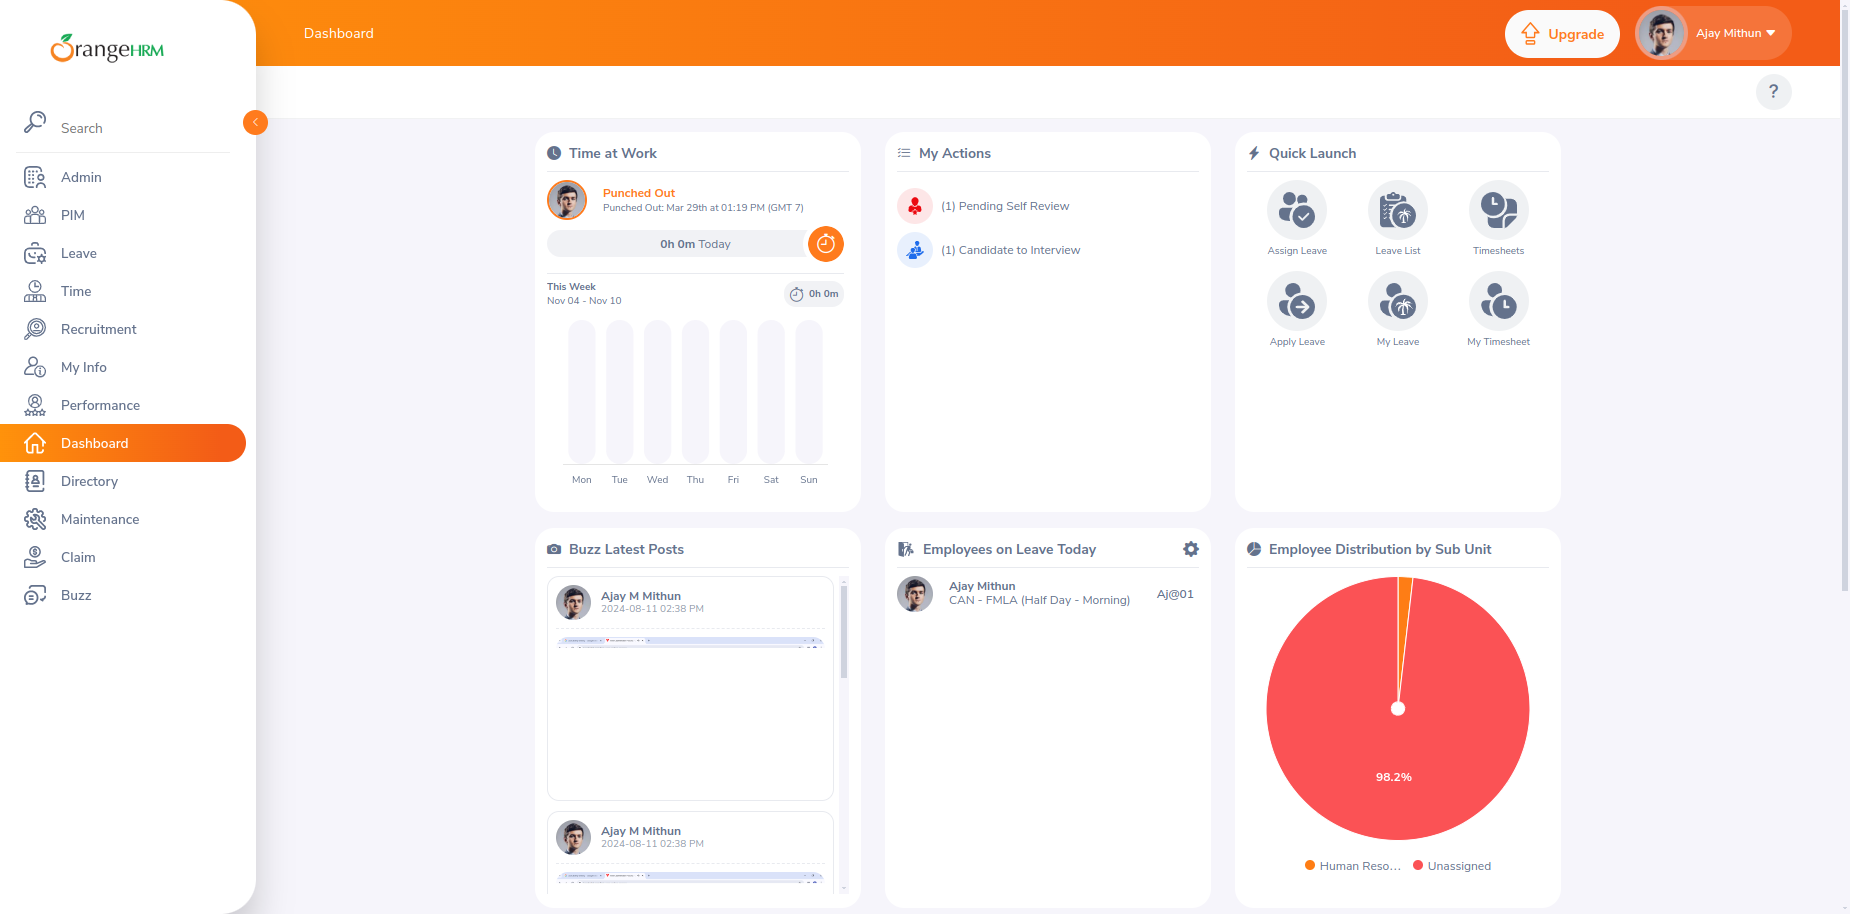 OrangeHRM
Dashboard
Upgrade
Ajay Mithun
?
Search
Admin
PIM
Leave
Time
Recruitment
My Info
Performance
Dashboard
Directory
Maintenance
Claim
Buzz
Time at Work
Punched Out
Punched Out: Mar 29th at 01:19 PM (GMT 7)
0h 0m Today
This Week
Nov 04 - Nov 10
0h 0m
Mon Tue Wed Thu Fri Sat Sun
My Actions
(1) Pending Self Review
(1) Candidate to Interview
Quick Launch
Assign Leave Leave List Timesheets
Apply Leave My Leave My Timesheet
Buzz Latest Posts
Ajay M Mithun
2024-08-11 02:38 PM
Ajay M Mithun
2024-08-11 02:38 PM
Employees on Leave Today
Ajay Mithun
CAN - FMLA (Half Day - Morning)
Aj@01
Employee Distribution by Sub Unit
98.2%
Human Reso... Unassigned